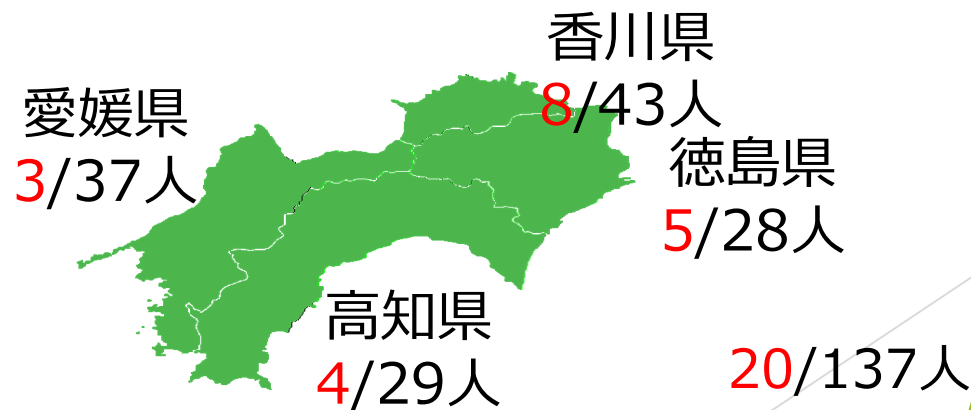 香川県
8/43人
愛媛県
3/37人
徳島県
5/28人
高知県
4/29人
20/137人